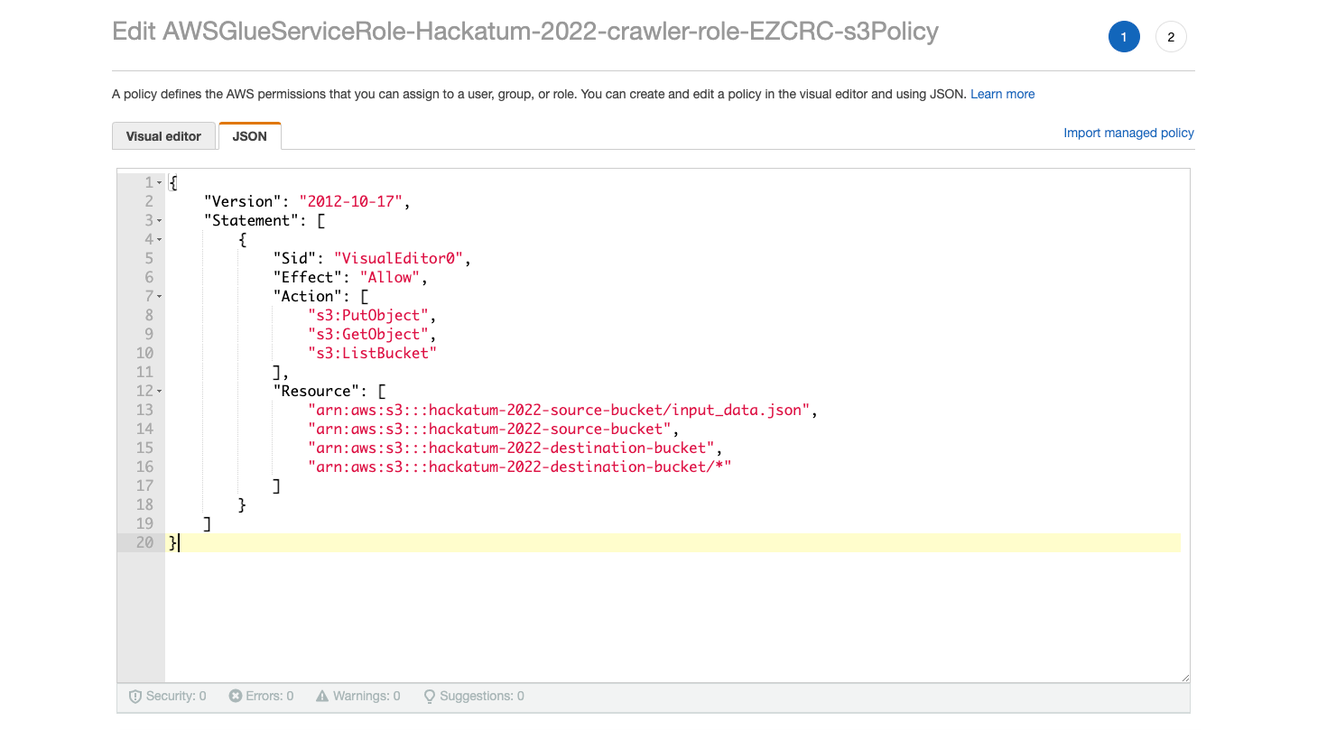 Edit AWSGlueServiceRole-Hackatum-2022-crawler-role-EZCRC-s3Policy
1 2
A policy defines the AWS permissions that you can assign to a user, group, or role. You can create and edit a policy in the visual editor and using JSON. Learn more
Visual editor JSON Import managed policy
1 {
2     "Version": "2012-10-17",
3     "Statement": [
4         {
5             "Sid": "VisualEditor0",
6             "Effect": "Allow",
7             "Action": [
8                 "s3:PutObject",
9                 "s3:GetObject",
10                 "s3:ListBucket"
11             ],
12             "Resource": [
13                 "arn:aws:s3:::hackatum-2022-source-bucket/input_data.json",
14                 "arn:aws:s3:::hackatum-2022-source-bucket",
15                 "arn:aws:s3:::hackatum-2022-destination-bucket",
16                 "arn:aws:s3:::hackatum-2022-destination-bucket/*"
17             ]
18         }
19     ]
20 }
Security: 0 Errors: 0 Warnings: 0 Suggestions: 0